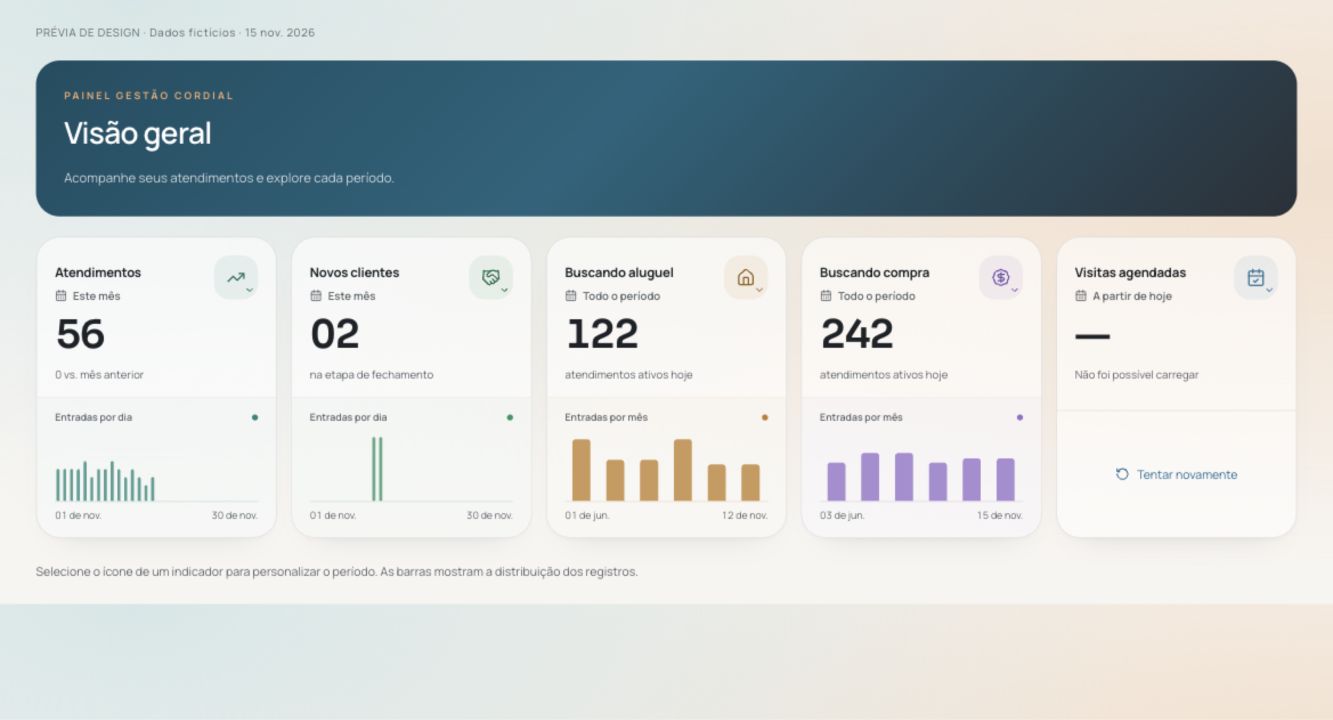 PRÉVIA DE DESIGN · Dados fictícios · 15 nov. 2026
PAINEL GESTÃO CORDIAL
Visão geral
Acompanhe seus atendimentos e explore cada período.
Atendimentos
Este mês
56
0 vs. mês anterior
Entradas por dia
01 de nov. 30 de nov.
Novos clientes
Este mês
02
na etapa de fechamento
Entradas por dia
01 de nov. 30 de nov.
Buscando aluguel
Todo o período
122
atendimentos ativos hoje
Entradas por mês
01 de jun. 12 de nov.
Buscando compra
Todo o período
242
atendimentos ativos hoje
Entradas por mês
03 de jun. 15 de nov.
Visitas agendadas
A partir de hoje
—
Não foi possível carregar
Tentar novamente
Selecione o ícone de um indicador para personalizar o período. As barras mostram a distribuição dos registros.